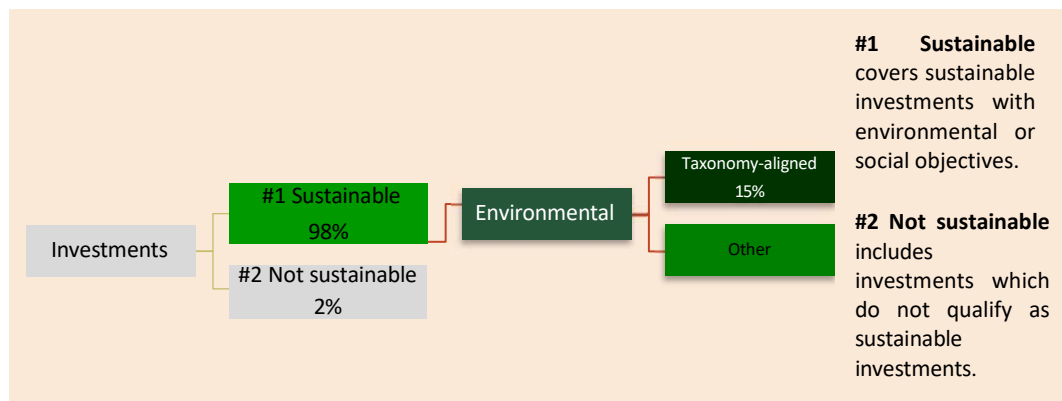 Investments
#1 Sustainable
98%
#2 Not sustainable
2%
Environmental
Taxonomy-aligned
15%
Other
#1 Sustainable
covers sustainable
investments with
environmental or
social objectives.
#2 Not sustainable
includes
investments which
do not qualify as
sustainable
investments.